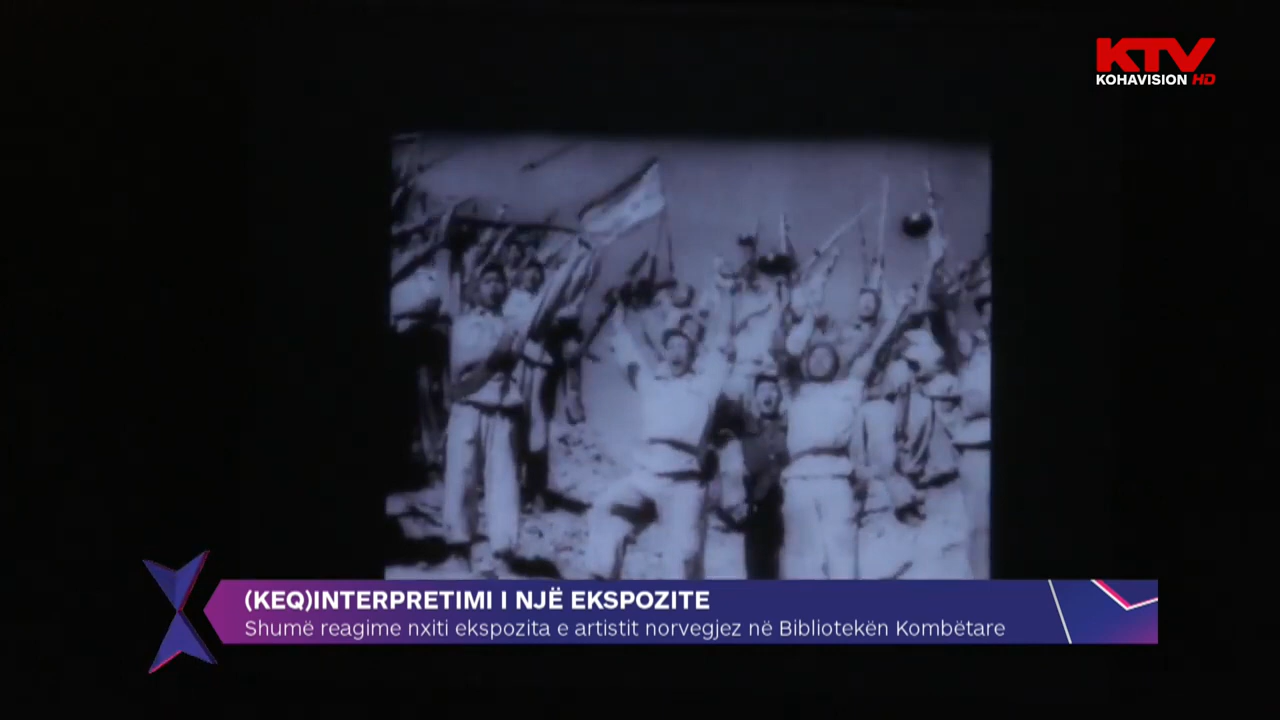 KTV
KOHAVISION HD
(KEQ)INTERPRETIMI I NJË EKSPOZITE
Shumë reagime nxiti ekspozita e artistit norvegjez në Bibliotekën Kombëtare